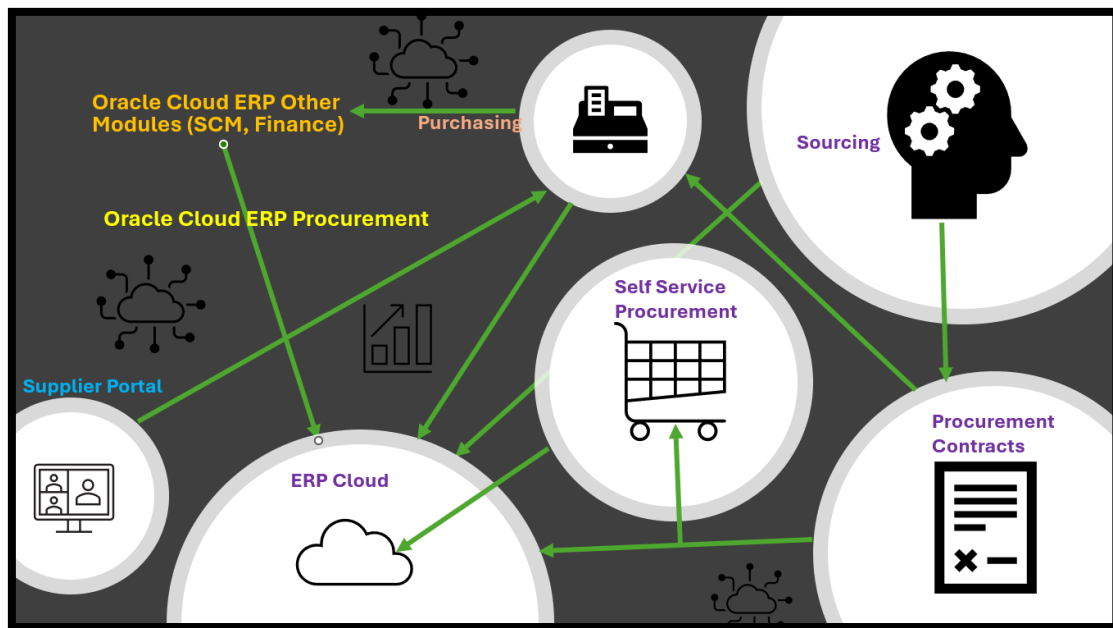 Oracle Cloud ERP Other
Modules (SCM, Finance)
Purchasing
Sourcing
Oracle Cloud ERP Procurement
Self Service
Procurement
Supplier Portal
Procurement
Contracts
ERP Cloud